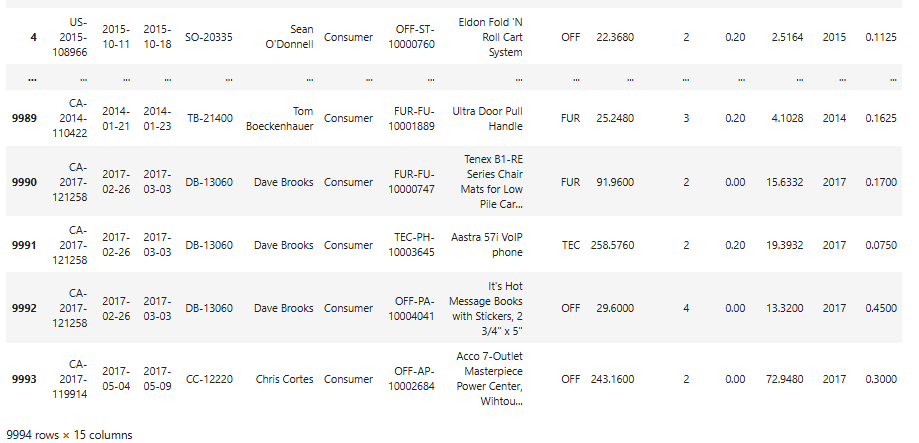 4 US-2015-108966 2015-10-11 2015-10-18 SO-20335 Sean O'Donnell Consumer OFF-ST-10000760 Eldon Fold 'N Roll Cart System OFF 22.3680 2 0.20 2.5164 2015 0.1125
... ... ... ... ... ... ... ... ... ... ... ... ... ... ... ...
9989 CA-2014-110422 2014-01-21 2014-01-23 TB-21400 Tom Boeckenhauer Consumer FUR-FU-10001889 Ultra Door Pull Handle FUR 25.2480 3 0.20 4.1028 2014 0.1625
9990 CA-2017-121258 2017-02-26 2017-03-03 DB-13060 Dave Brooks Consumer FUR-FU-10000747 Tenex B1-RE Series Chair Mats for Low Pile Car... FUR 91.9600 2 0.00 15.6332 2017 0.1700
9991 CA-2017-121258 2017-02-26 2017-03-03 DB-13060 Dave Brooks Consumer TEC-PH-10003645 Aastra 57i VoIP phone TEC 258.5760 2 0.20 19.3932 2017 0.0750
9992 CA-2017-121258 2017-02-26 2017-03-03 DB-13060 Dave Brooks Consumer OFF-PA-10004041 It's Hot Message Books with Stickers, 2 3/4" x 5" OFF 29.6000 4 0.00 13.3200 2017 0.4500
9993 CA-2017-119914 2017-05-04 2017-05-09 CC-12220 Chris Cortes Consumer OFF-AP-10002684 Acco 7-Outlet Masterpiece Power Center, Wihtou... OFF 243.1600 2 0.00 72.9480 2017 0.3000
9994 rows × 15 columns